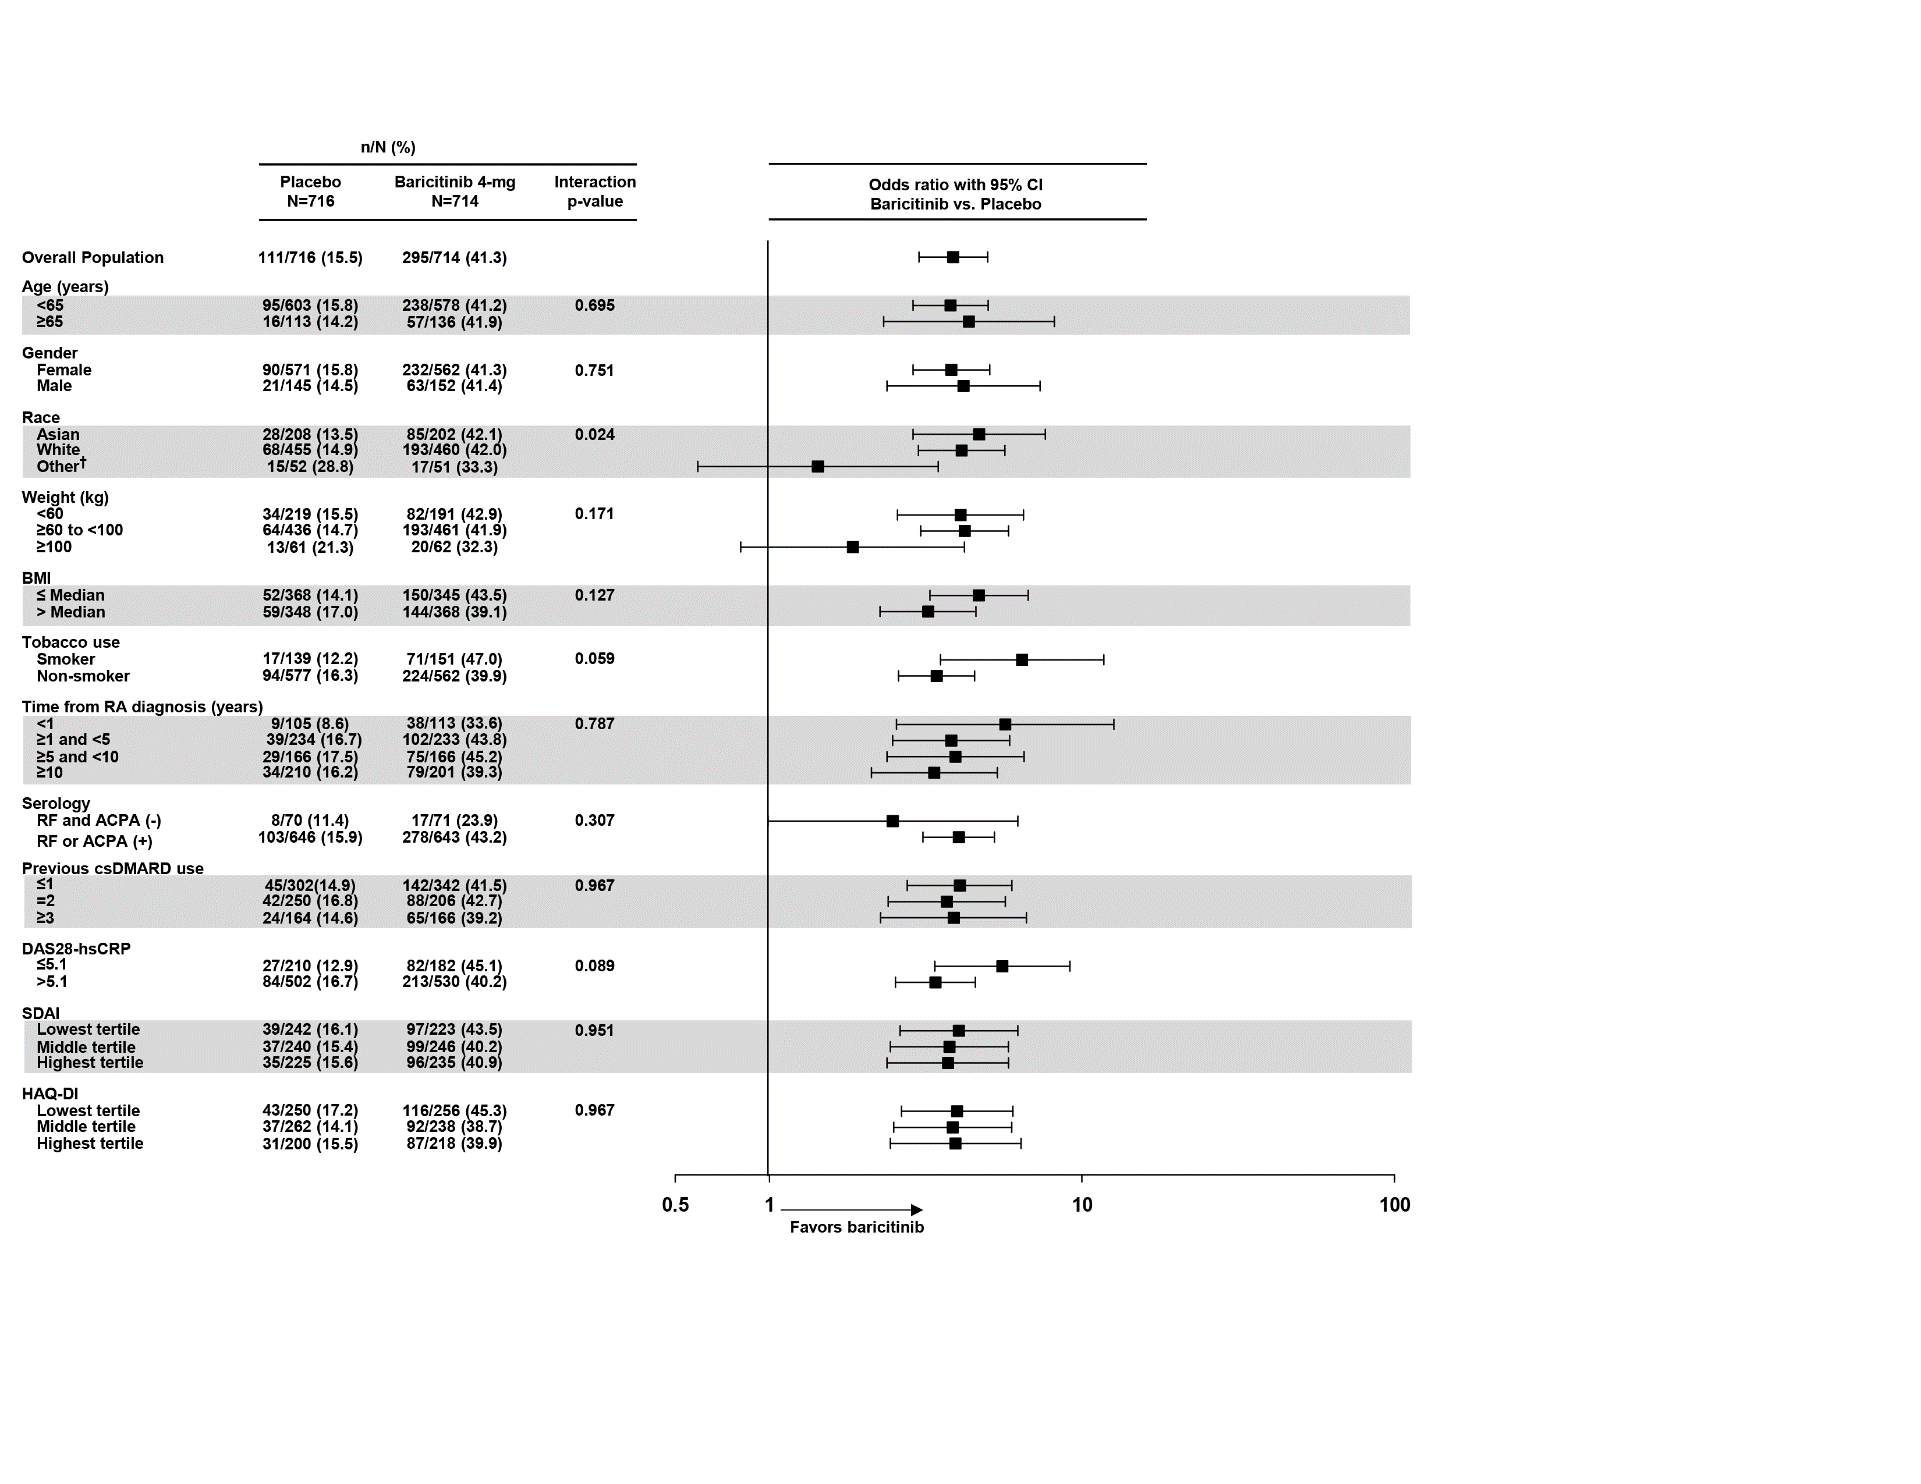 n/N (%)
Placebo Baricitinib 4-mg Interaction
N=716 N=714 p-value
Odds ratio with 95% CI
Baricitinib vs. Placebo
Overall Population 111/716 (15.5) 295/714 (41.3)
Age (years)
<65 95/603 (15.8) 238/578 (41.2) 0.695
≥65 16/113 (14.2) 57/136 (41.9)
Gender
Female 90/571 (15.8) 232/562 (41.3) 0.751
Male 21/145 (14.5) 63/152 (41.4)
Race
Asian 28/208 (13.5) 85/202 (42.1) 0.024
White 68/455 (14.9) 193/460 (42.0)
Other† 15/52 (28.8) 17/51 (33.3)
Weight (kg)
<60 34/219 (15.5) 82/191 (42.9) 0.171
≥60 to <100 64/436 (14.7) 193/461 (41.9)
≥100 13/61 (21.3) 20/62 (32.3)
BMI
≤ Median 52/368 (14.1) 150/345 (43.5) 0.127
> Median 59/348 (17.0) 144/368 (39.1)
Tobacco use
Smoker 17/139 (12.2) 71/151 (47.0) 0.059
Non-smoker 94/577 (16.3) 224/562 (39.9)
Time from RA diagnosis (years)
<1 9/105 (8.6) 38/113 (33.6) 0.787
≥1 and <5 39/234 (16.7) 102/233 (43.8)
≥5 and <10 29/166 (17.5) 75/166 (45.2)
≥10 34/210 (16.2) 79/201 (39.3)
Serology
RF and ACPA (-) 8/70 (11.4) 17/71 (23.9) 0.307
RF or ACPA (+) 103/646 (15.9) 278/643 (43.2)
Previous csDMARD use
≤1 45/302(14.9) 142/342 (41.5) 0.967
=2 42/250 (16.8) 88/206 (42.7)
≥3 24/164 (14.6) 65/166 (39.2)
DAS28-hsCRP
≤5.1 27/210 (12.9) 82/182 (45.1) 0.089
>5.1 84/502 (16.7) 213/530 (40.2)
SDAI
Lowest tertile 39/242 (16.1) 97/223 (43.5) 0.951
Middle tertile 37/240 (15.4) 99/246 (40.2)
Highest tertile 35/225 (15.6) 96/235 (40.9)
HAQ-DI
Lowest tertile 43/250 (17.2) 116/256 (45.3) 0.967
Middle tertile 37/262 (14.1) 92/238 (38.7)
Highest tertile 31/200 (15.5) 87/218 (39.9)
0.5 1 10 100
Favors baricitinib